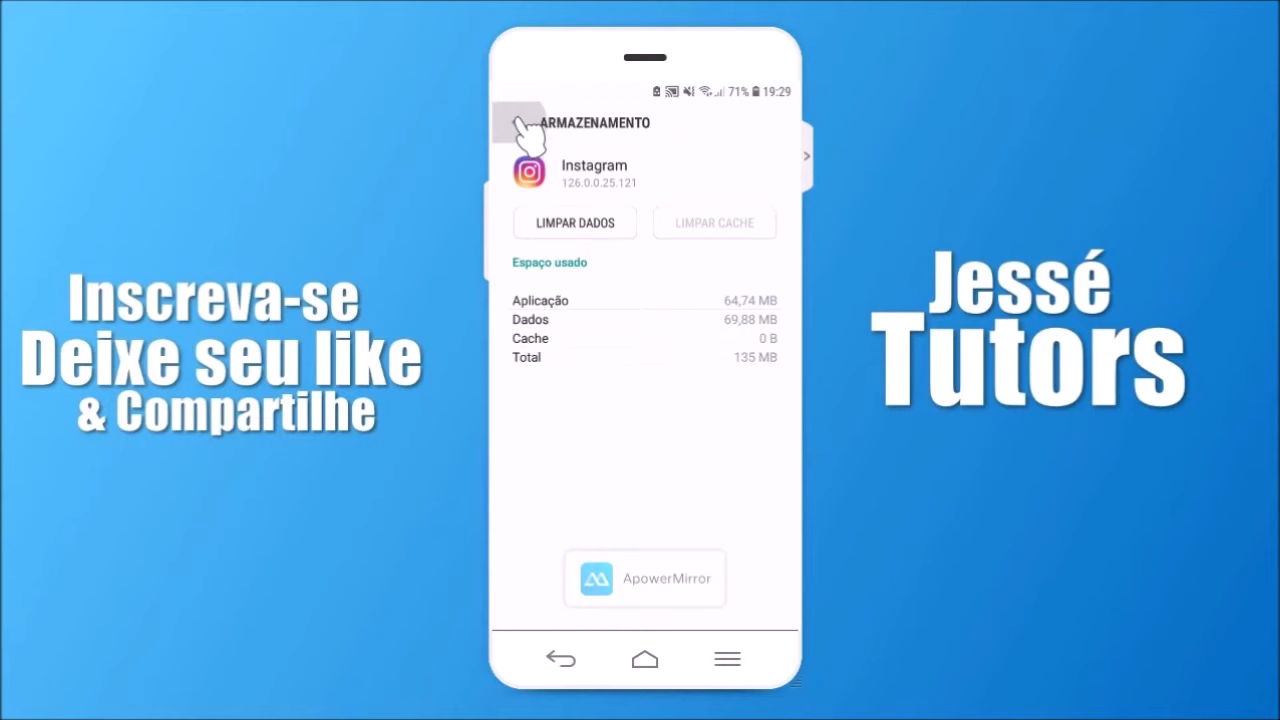 71% 19:29
ARMAZENAMENTO
Instagram
126.0.0.25.121
LIMPAR DADOS LIMPAR CACHE
Espaço usado
Aplicação 64,74 MB
Dados 69,88 MB
Cache 0 B
Total 135 MB
ApowerMirror
Inscreva-se
Deixe seu like
& Compartilhe
Jessé
Tutors